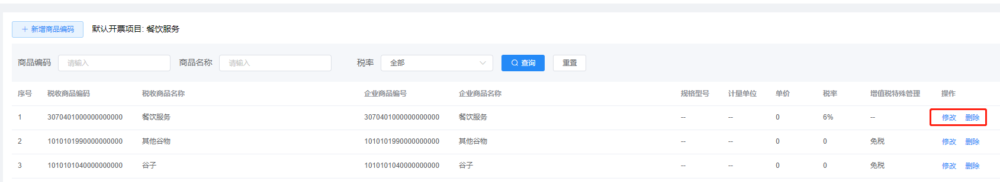 新增商品编码 默认开票项目: 餐饮服务
商品编码 请输入 商品名称 请输入 税率 全部 查询 重置
序号 税收商品编码 税收商品名称 企业商品编号 企业商品名称 规格型号 计量单位 单价 税率 增值税特殊管理 操作
1 3070401000000000000 餐饮服务 3070401000000000000 餐饮服务 -- -- 0 6% -- 修改 删除
2 1010101990000000000 其他谷物 1010101990000000000 其他谷物 -- -- 0 0 免税 修改 删除
3 1010101040000000000 谷子 1010101040000000000 谷子 -- -- 0 0 免税 修改 删除